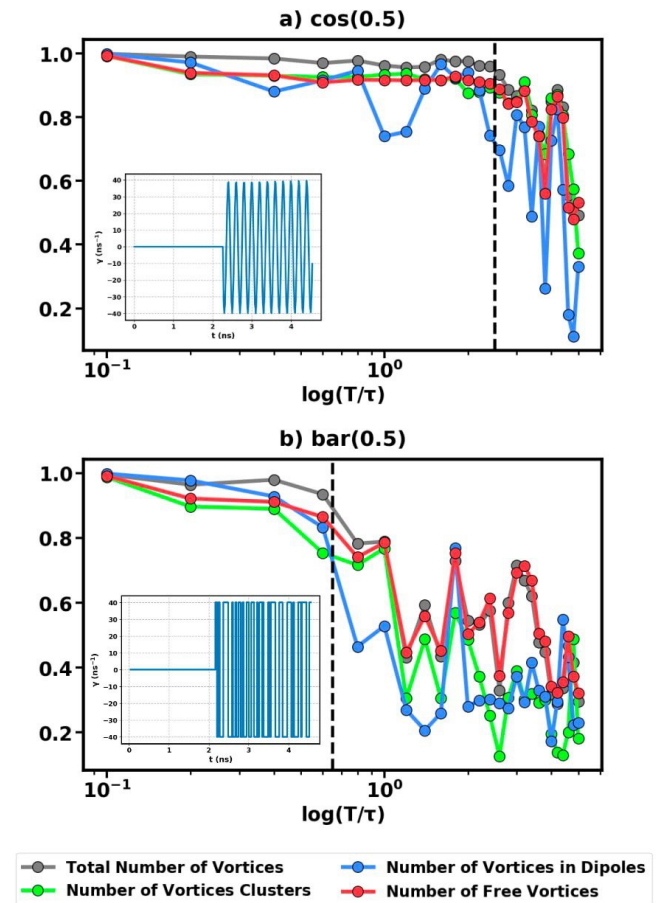 a) cos(0.5)
1.0
0.8
0.6
0.4
0.2
γ (ns⁻¹)
40
30
20
10
0
−10
−20
−30
−40
0 1 2 3 4
t (ns)
10⁻¹ 10⁰
log(T/τ)
b) bar(0.5)
1.0
0.8
0.6
0.4
0.2
γ (ns⁻¹)
40
30
20
10
0
−10
−20
−30
−40
0 1 2 3 4
t (ns)
10⁻¹ 10⁰
log(T/τ)
Total Number of Vortices Number of Vortices in Dipoles
Number of Vortices Clusters Number of Free Vortices